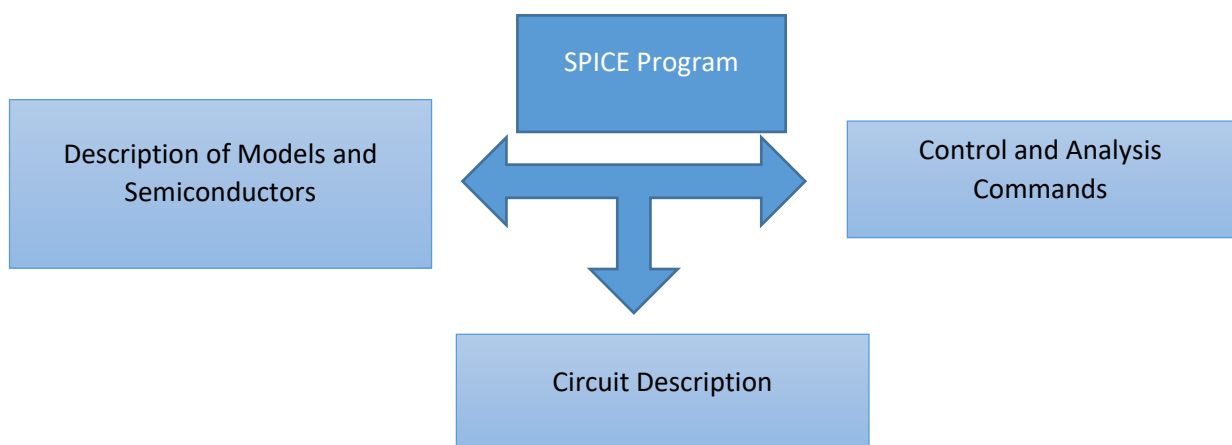 SPICE Program
Description of Models and
Semiconductors
Control and Analysis
Commands
Circuit Description